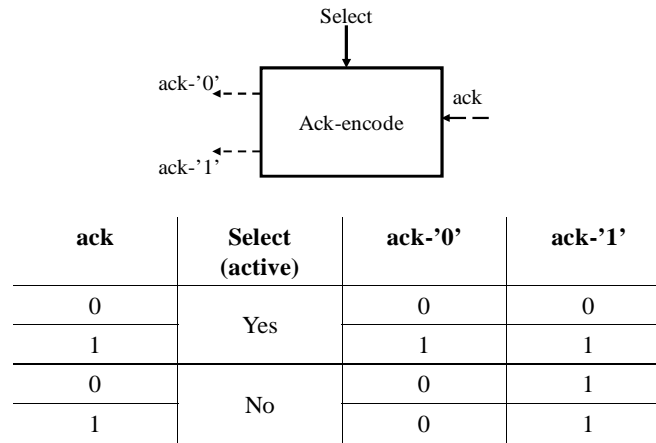 Select
ack-’0’
ack
Ack-encode
ack-’1’
ack Select (active) ack-’0’ ack-’1’
0 Yes 0 0
1 1 1
0 No 0 1
1 0 1